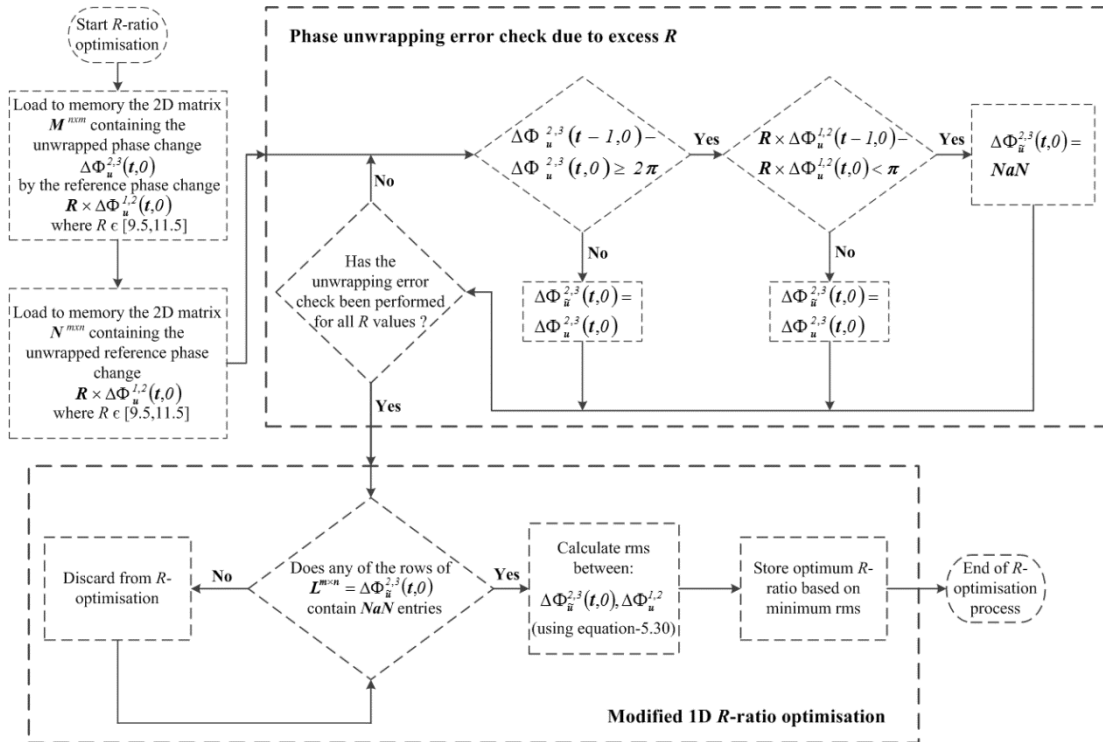 Start R-ratio
optimisation
Load to memory the 2D matrix
M^{nxm} containing the
unwrapped phase change
ΔΦ_u^{2,3}(t,0)
by the reference phase change
R × ΔΦ_u^{1,2}(t,0)
where R ϵ [9.5,11.5]
Load to memory the 2D matrix
N^{mxn} containing the
unwrapped reference phase
change
R × ΔΦ_u^{1,2}(t,0)
where R ϵ [9.5,11.5]
Phase unwrapping error check due to excess R
ΔΦ_u^{2,3}(t−1,0)−
ΔΦ_u^{2,3}(t,0) ≥ 2π
Yes
R × ΔΦ_u^{1,2}(t−1,0)−
R × ΔΦ_u^{1,2}(t,0) < π
Yes
ΔΦ_ũ^{2,3}(t,0) =
NaN
No
ΔΦ_ũ^{2,3}(t,0) =
ΔΦ_u^{2,3}(t,0)
No
ΔΦ_ũ^{2,3}(t,0) =
ΔΦ_u^{2,3}(t,0)
No
Has the
unwrapping error
check been performed
for all R values ?
Yes
Does any of the rows of
L^{m×n} = ΔΦ_ũ^{2,3}(t,0)
contain NaN entries
No
Discard from R-
optimisation
Yes
Calculate rms
between:
ΔΦ_ũ^{2,3}(t,0), ΔΦ_u^{1,2}
(using equation-5.30)
Store optimum R-
ratio based on
minimum rms
End of R-
optimisation
process
Modified 1D R-ratio optimisation